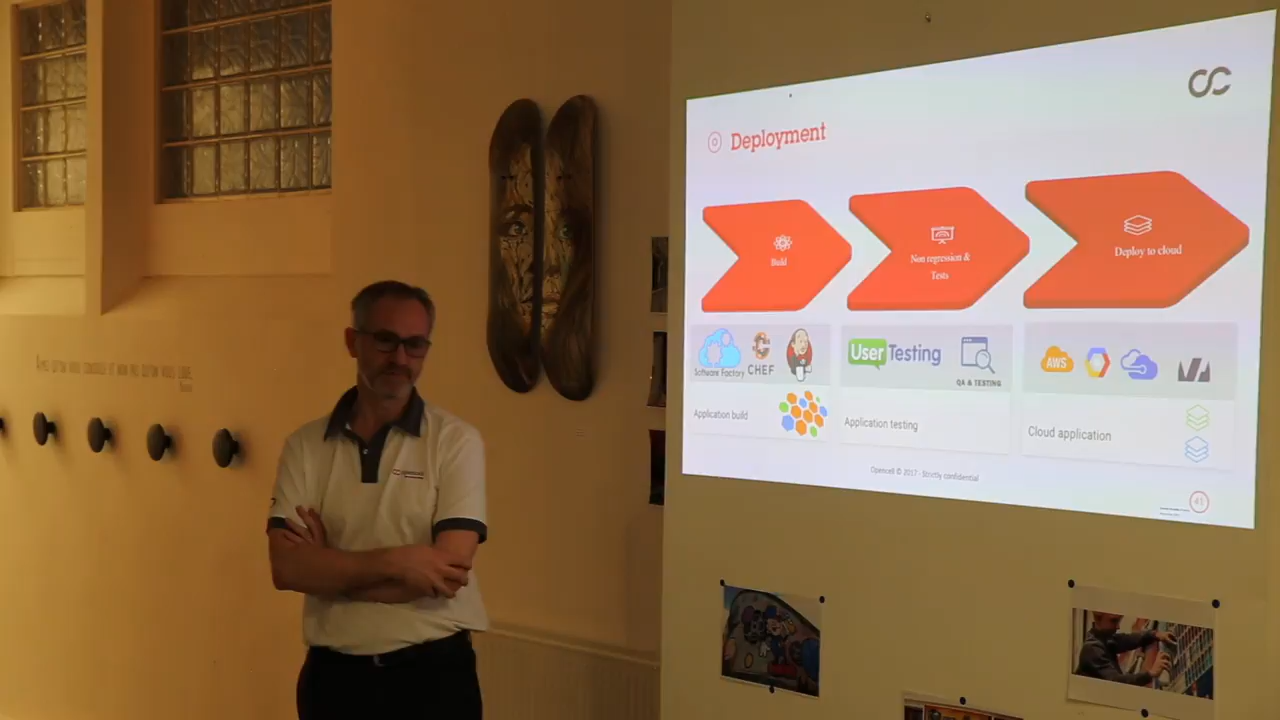 Deployment
Build
Non regression &
Tests
Deploy to cloud
Software Factory
CHEF
User Testing
QA & TESTING
AWS
Application build
Application testing
Cloud application
Opencell © 2017 - Strictly confidential
41